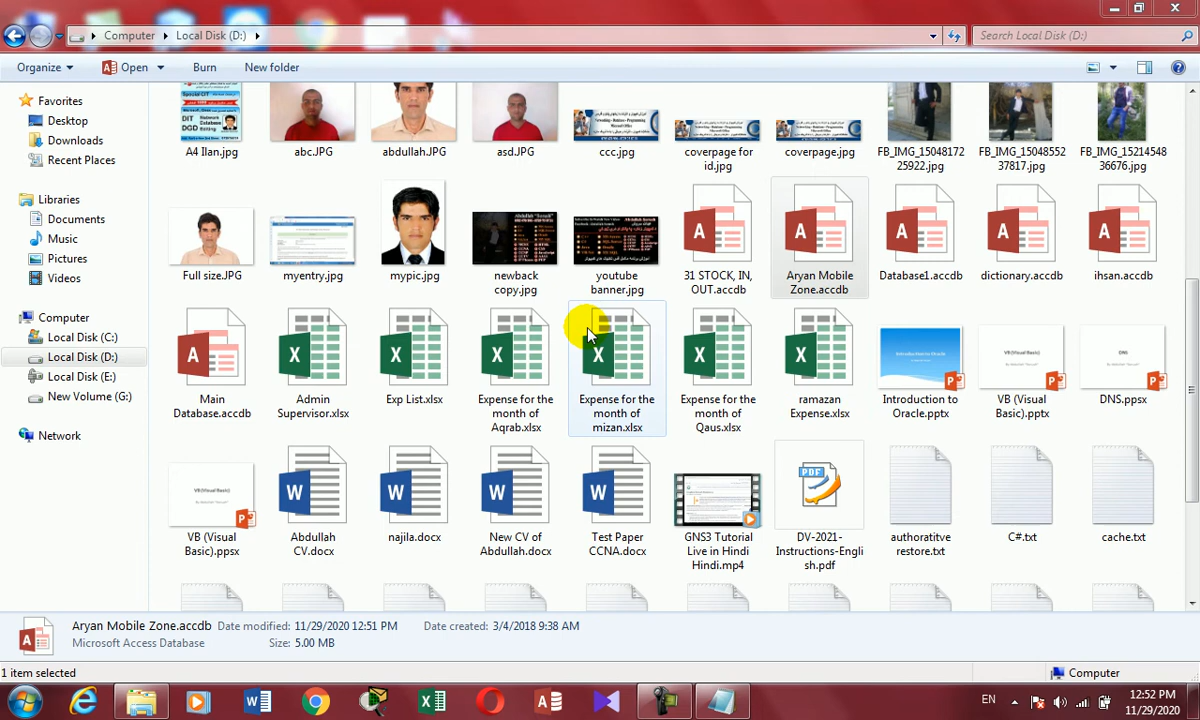 Computer
Local Disk (D:)
Search Local Disk (D:)
Organize
Open
Burn
New folder
Favorites
Desktop
Downloads
Recent Places
Libraries
Documents
Music
Pictures
Videos
Computer
Local Disk (C:)
Local Disk (D:)
Local Disk (E:)
New Volume (G:)
Network
A4 Ilan.jpg
abc.JPG
abdullah.JPG
asd.JPG
ccc.jpg
coverpage for
id.jpg
coverpage.jpg
FB_IMG_15048172
25922.jpg
FB_IMG_15048552
37817.jpg
FB_IMG_15214548
36676.jpg
Full size.JPG
myentry.jpg
mypic.jpg
newback
copy.jpg
youtube
banner.jpg
31 STOCK, IN,
OUT.accdb
Aryan Mobile
Zone.accdb
Database1.accdb
dictionary.accdb
ihsan.accdb
Main
Database.accdb
Admin
Supervisor.xlsx
Exp List.xlsx
Expense for the
month of
Aqrab.xlsx
Expense for the
month of
mizan.xlsx
Expense for the
month of
Qaus.xlsx
ramazan
Expense.xlsx
Introduction to
Oracle.pptx
VB (Visual
Basic).pptx
DNS.ppsx
VB (Visual
Basic).ppsx
Abdullah
CV.docx
najila.docx
New CV of
Abdullah.docx
Test Paper
CCNA.docx
GNS3 Tutorial
Live in Hindi
Hindi.mp4
PDF
DV-2021-
Instructions-Engli
sh.pdf
authoratitve
restore.txt
C#.txt
cache.txt
Aryan Mobile Zone.accdb
Date modified: 11/29/2020 12:51 PM
Date created: 3/4/2018 9:38 AM
Microsoft Access Database
Size: 5.00 MB
1 item selected
Computer
EN
12:52 PM
11/29/2020